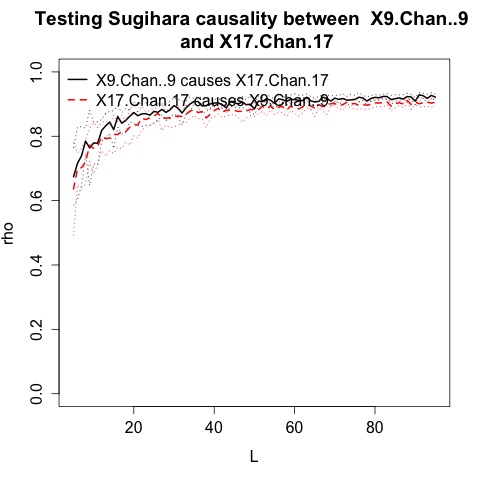 Testing Sugihara causality between  X9.Chan..9
and X17.Chan.17
X9.Chan..9 causes X17.Chan.17
X17.Chan.17 causes X9.Chan..9
1.0
0.8
0.6
0.4
0.2
0.0
rho
20
40
60
80
L